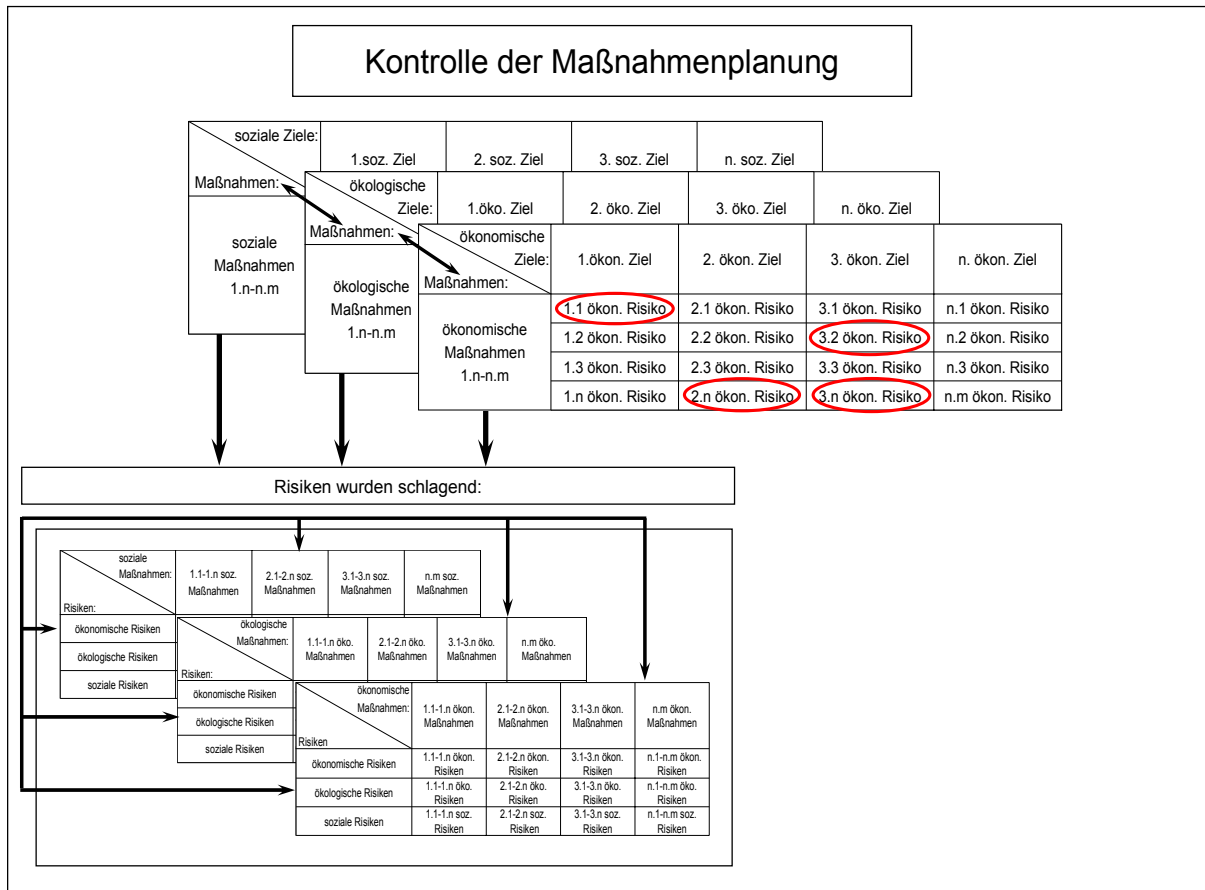 Kontrolle der Maßnahmenplanung
soziale Ziele:
Maßnahmen:
1.soz. Ziel
2. soz. Ziel
3. soz. Ziel
n. soz. Ziel
soziale
Maßnahmen
1.n-n.m
ökologische
Ziele:
Maßnahmen:
1.öko. Ziel
2. öko. Ziel
3. öko. Ziel
n. öko. Ziel
ökologische
Maßnahmen
1.n-n.m
ökonomische
Ziele:
Maßnahmen:
1.ökon. Ziel
2. ökon. Ziel
3. ökon. Ziel
n. ökon. Ziel
ökonomische
Maßnahmen
1.n-n.m
1.1 ökon. Risiko 2.1 ökon. Risiko 3.1 ökon. Risiko n.1 ökon. Risiko
1.2 ökon. Risiko 2.2 ökon. Risiko 3.2 ökon. Risiko n.2 ökon. Risiko
1.3 ökon. Risiko 2.3 ökon. Risiko 3.3 ökon. Risiko n.3 ökon. Risiko
1.n ökon. Risiko 2.n ökon. Risiko 3.n ökon. Risiko n.m ökon. Risiko
Risiken wurden schlagend:
soziale
Maßnahmen:
Risiken:
1.1-1.n soz.
Maßnahmen
2.1-2.n soz.
Maßnahmen
3.1-3.n soz
Maßnahmen
n.m soz.
Maßnahmen
ökonomische Risiken
ökologische Risiken
soziale Risiken
ökologische
Maßnahmen:
Risiken:
1.1-1.n öko.
Maßnahmen
2.1-2.n öko.
Maßnahmen
3.1-3.n öko.
Maßnahmen
n.m öko.
Maßnahmen
ökonomische Risiken
ökologische Risiken
soziale Risiken
ökonomische
Maßnahmen:
Risiken
1.1-1.n ökon.
Maßnahmen
2.1-2.n ökon.
Maßnahmen
3.1-3.n ökon.
Maßnahmen
n.m ökon.
Maßnahmen
ökonomische Risiken
1.1-1.n ökon.
Risiken
2.1-2.n ökon.
Risiken
3.1-3.n ökon.
Risiken
n.1-n.m ökon.
Risiken
ökologische Risiken
1.1-1.n öko.
Risiken
2.1-2.n öko.
Risiken
3.1-3.n öko.
Risiken
n.1-n.m öko.
Risiken
soziale Risiken
1.1-1.n soz.
Risiken
2.1-2.n soz.
Risiken
3.1-3.n soz.
Risiken
n.1-n.m soz.
Risiken